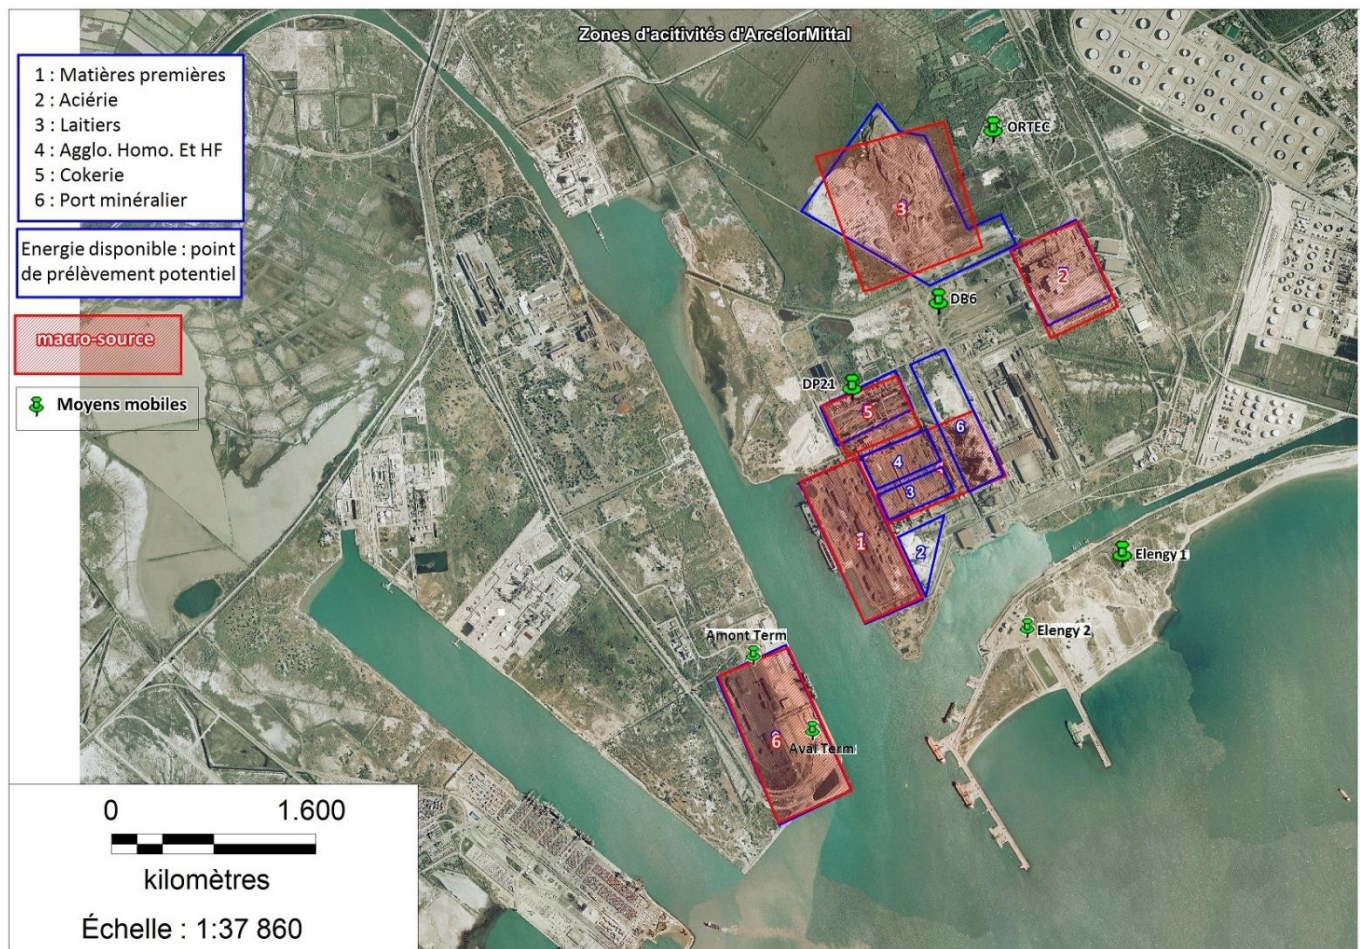 Zones d'acitivités d'ArcelorMittal
1 : Matières premières
2 : Aciérie
3 : Laitiers
4 : Agglo. Homo. Et HF
5 : Cokerie
6 : Port minéralier
Energie disponible : point
de prélèvement potentiel
macro-source
Moyens mobiles
ORTEC
3
2
DB6
DP21
5
6
4
3
1
2
Elengy 1
Elengy 2
Amont Term
6
Aval Term
0 1.600
kilomètres
Échelle : 1:37 860